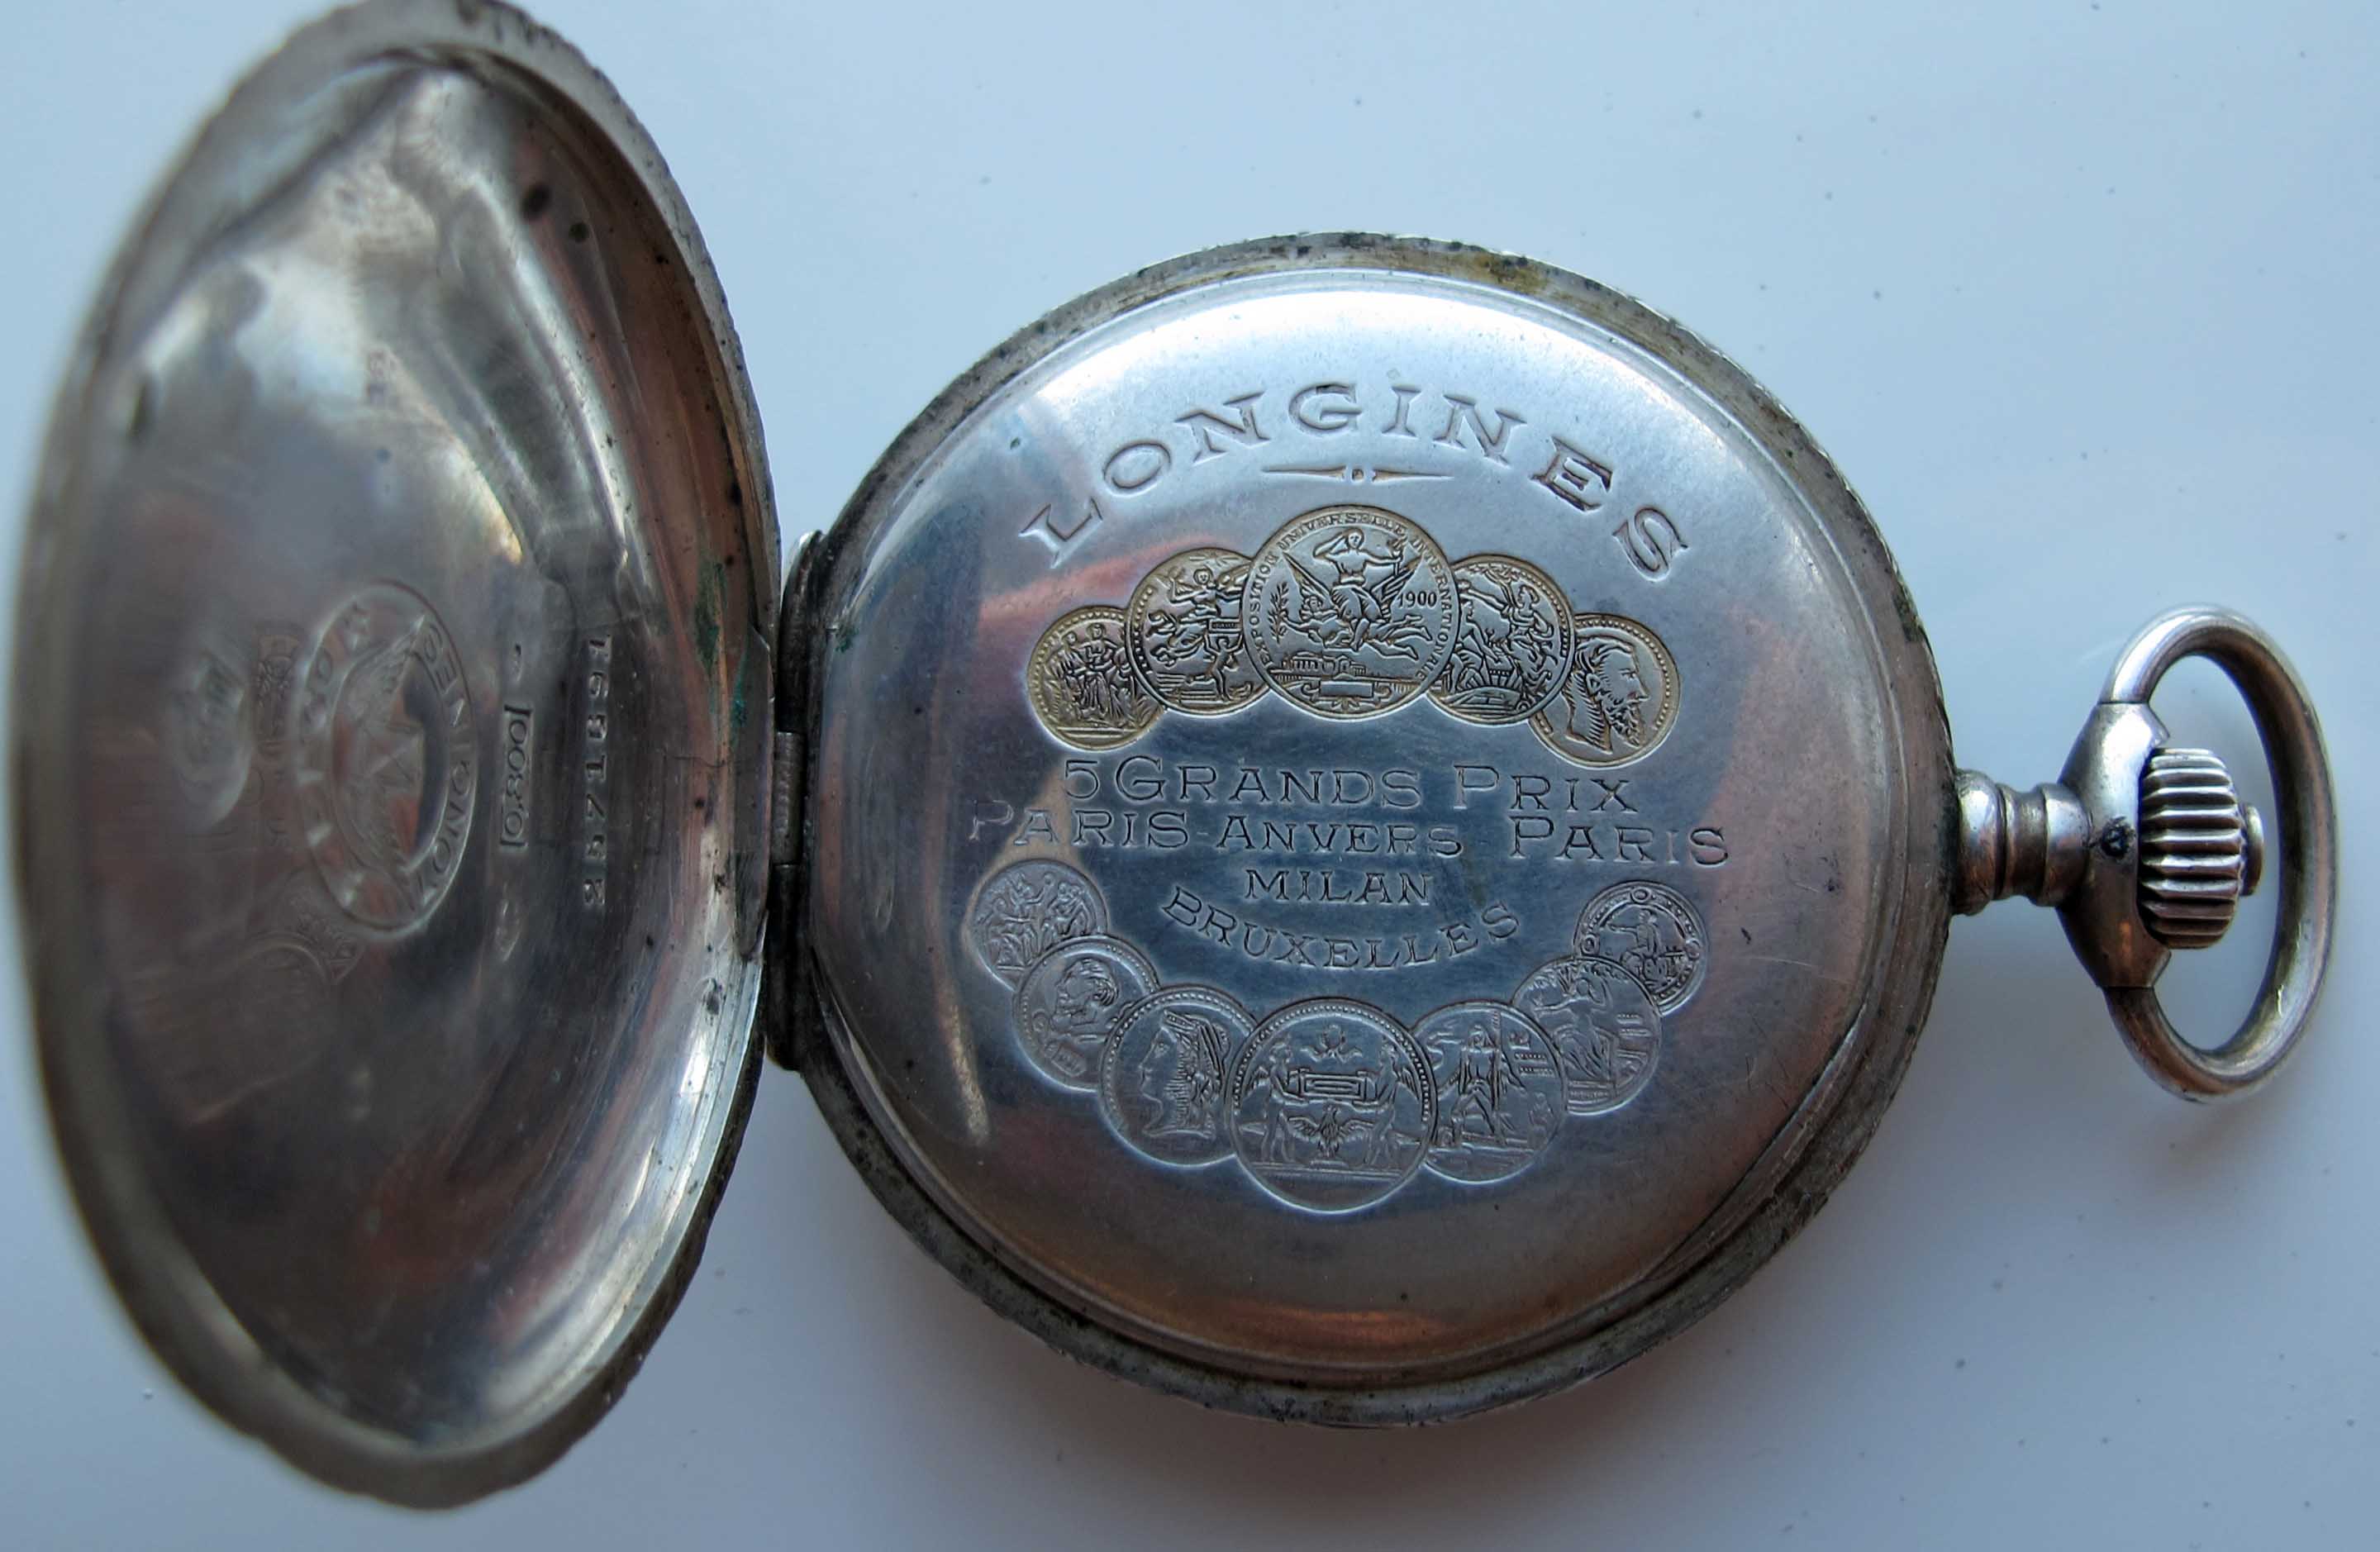 LONGINES
EXPOSITION UNIVERSELLE INTERNATIONALE
1900
5 GRANDS PRIX
PARIS - ANVERS - PARIS
MILAN
BRUXELLES
0.800